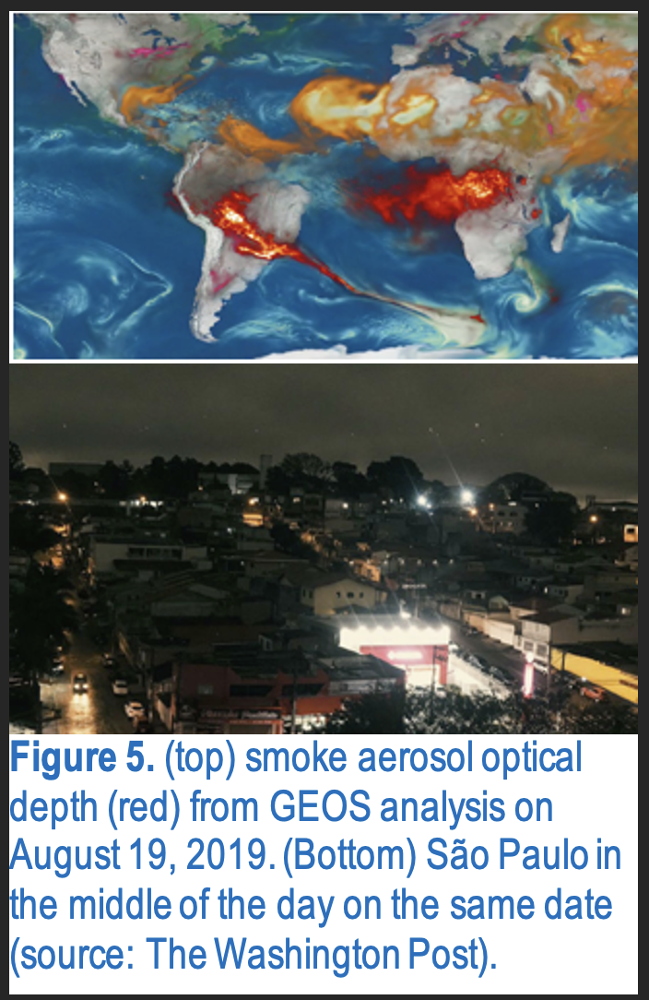 Figure 5. (top) smoke aerosol optical
depth (red) from GEOS analysis on
August 19, 2019. (Bottom) São Paulo in
the middle of the day on the same date
(source: The Washington Post).